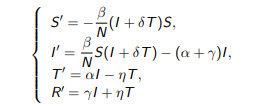 S′ = −β/N(I + δT)S,
I′ = β/N S(I + δT) − (α + γ)I,
T′ = αI − ηT,
R′ = γI + ηT